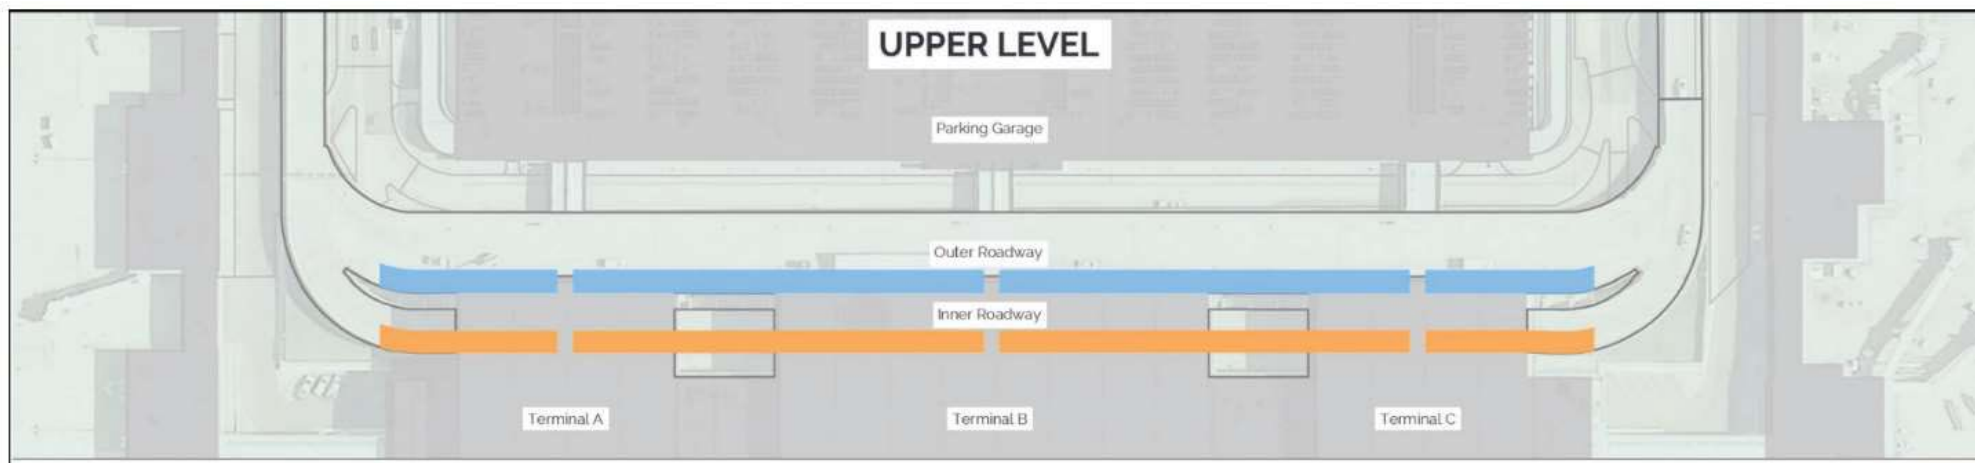 UPPER LEVEL
Parking Garage
Outer Roadway
Inner Roadway
Terminal A
Terminal B
Terminal C